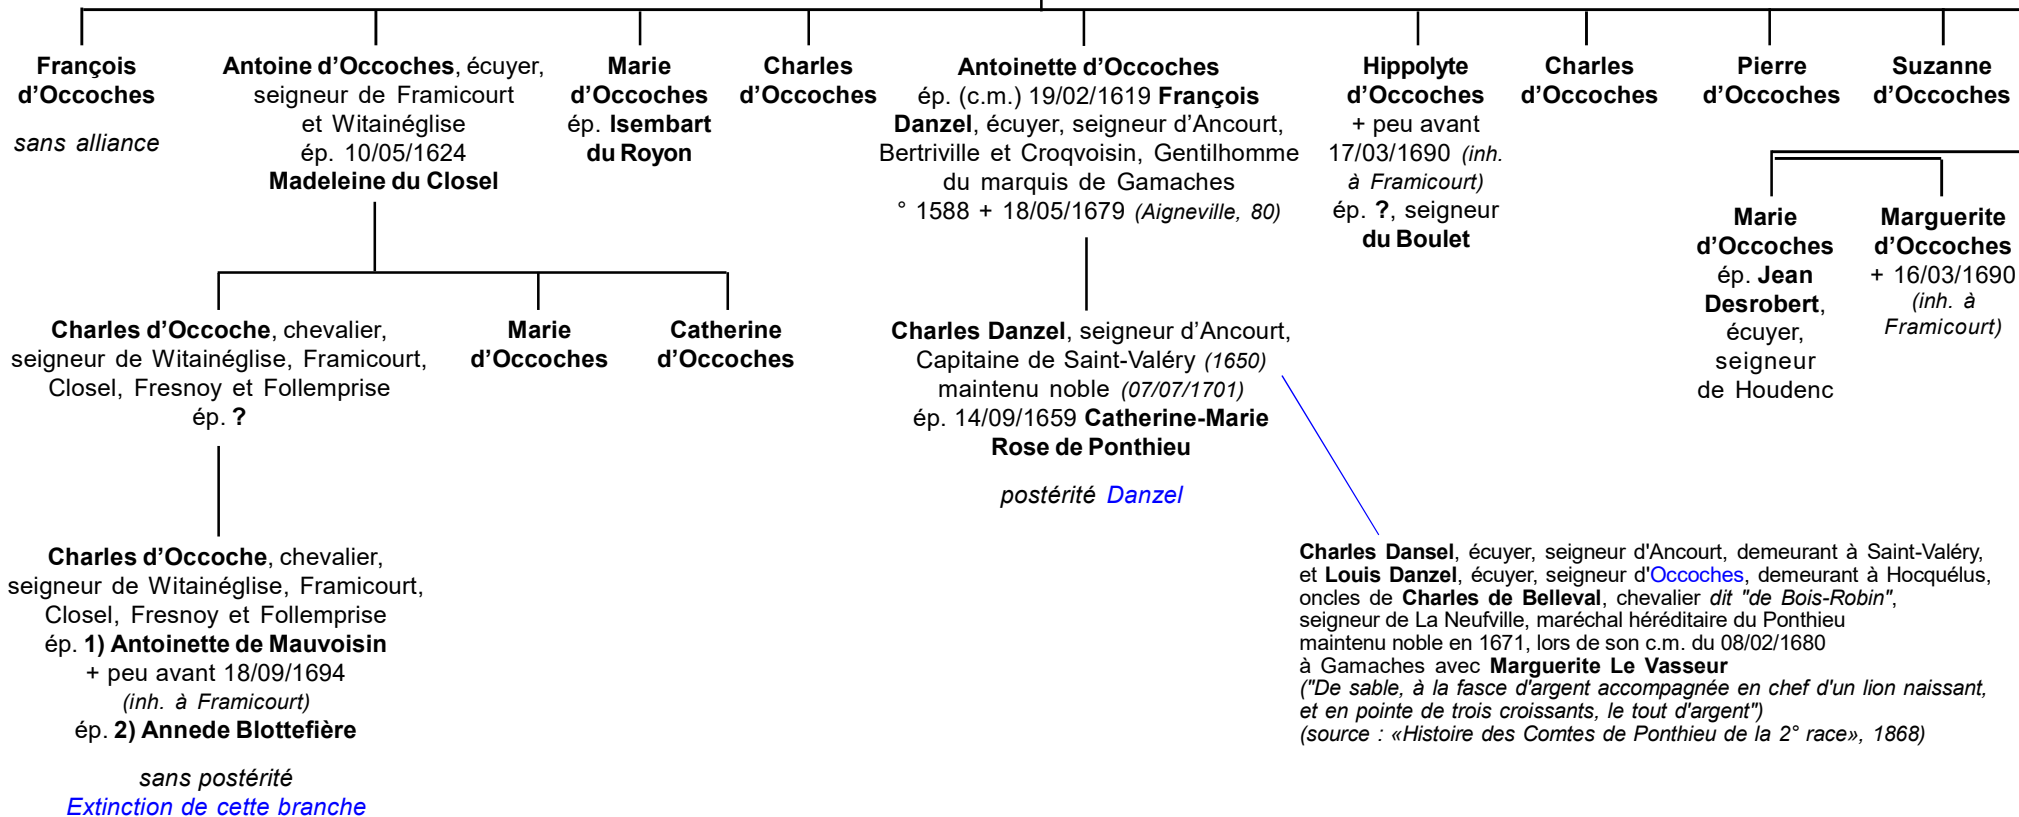 François
d’Occoches
sans alliance
Antoine d’Occoches, écuyer,
seigneur de Framicourt
et Witainéglise
ép. 10/05/1624
Madeleine du Closel
Marie
d’Occoches
ép. Isembart
du Royon
Charles
d’Occoches
Antoinette d’Occoches
ép. (c.m.) 19/02/1619 François
Danzel, écuyer, seigneur d’Ancourt,
Bertriville et Croqvoisin, Gentilhomme
du marquis de Gamaches
° 1588 + 18/05/1679 (Aigneville, 80)
Hippolyte
d’Occoches
+ peu avant
17/03/1690 (inh.
à Framicourt)
ép. ?, seigneur
du Boulet
Charles
d’Occoches
Pierre
d’Occoches
Suzanne
d’Occoches
Marie
d’Occoches
ép. Jean
Desrobert,
écuyer,
seigneur
de Houdenc
Marguerite
d’Occoches
+ 16/03/1690
(inh. à
Framicourt)
Charles d’Occoche, chevalier,
seigneur de Witainéglise, Framicourt,
Closel, Fresnoy et Follemprise
ép. ?
Marie
d’Occoches
Catherine
d’Occoches
Charles Danzel, seigneur d’Ancourt,
Capitaine de Saint-Valéry (1650)
maintenu noble (07/07/1701)
ép. 14/09/1659 Catherine-Marie
Rose de Ponthieu
postérité Danzel
Charles d’Occoche, chevalier,
seigneur de Witainéglise, Framicourt,
Closel, Fresnoy et Follemprise
ép. 1) Antoinette de Mauvoisin
+ peu avant 18/09/1694
(inh. à Framicourt)
ép. 2) Annede Blottefière
sans postérité
Extinction de cette branche
Charles Dansel, écuyer, seigneur d'Ancourt, demeurant à Saint-Valéry,
et Louis Danzel, écuyer, seigneur d'Occoches, demeurant à Hocquélus,
oncles de Charles de Belleval, chevalier dit "de Bois-Robin",
seigneur de La Neufville, maréchal héréditaire du Ponthieu
maintenu noble en 1671, lors de son c.m. du 08/02/1680
à Gamaches avec Marguerite Le Vasseur
("De sable, à la fasce d'argent accompagnée en chef d'un lion naissant,
et en pointe de trois croissants, le tout d'argent")
(source : «Histoire des Comtes de Ponthieu de la 2° race», 1868)